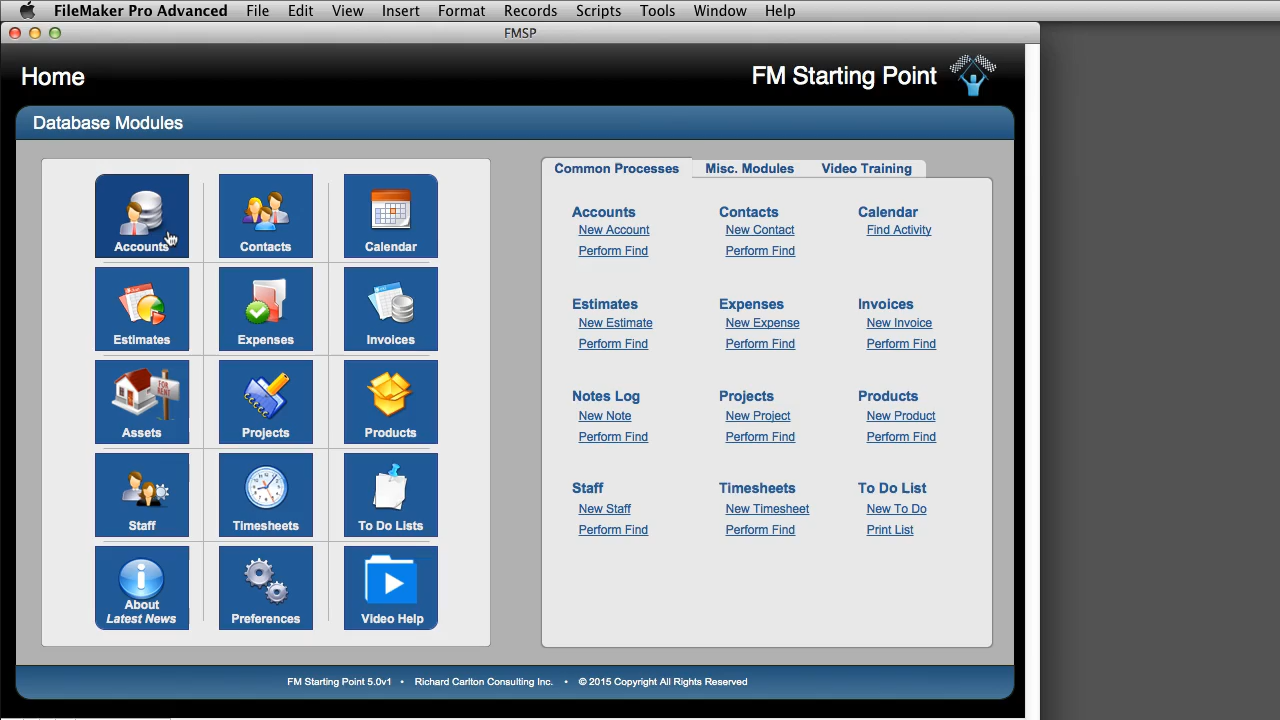 FileMaker Pro Advanced File Edit View Insert Format Records Scripts Tools Window Help
FMSP
Home
FM Starting Point
Database Modules
Accounts Contacts Calendar
Estimates Expenses Invoices
Assets Projects Products
Staff Timesheets To Do Lists
About
Latest News Preferences Video Help
Common Processes Misc. Modules Video Training
Accounts Contacts Calendar
New Account New Contact Find Activity
Perform Find Perform Find
Estimates Expenses Invoices
New Estimate New Expense New Invoice
Perform Find Perform Find Perform Find
Notes Log Projects Products
New Note New Project New Product
Perform Find Perform Find Perform Find
Staff Timesheets To Do List
New Staff New Timesheet New To Do
Perform Find Perform Find Print List
FM Starting Point 5.0v1 • Richard Carlton Consulting Inc. • © 2015 Copyright All Rights Reserved